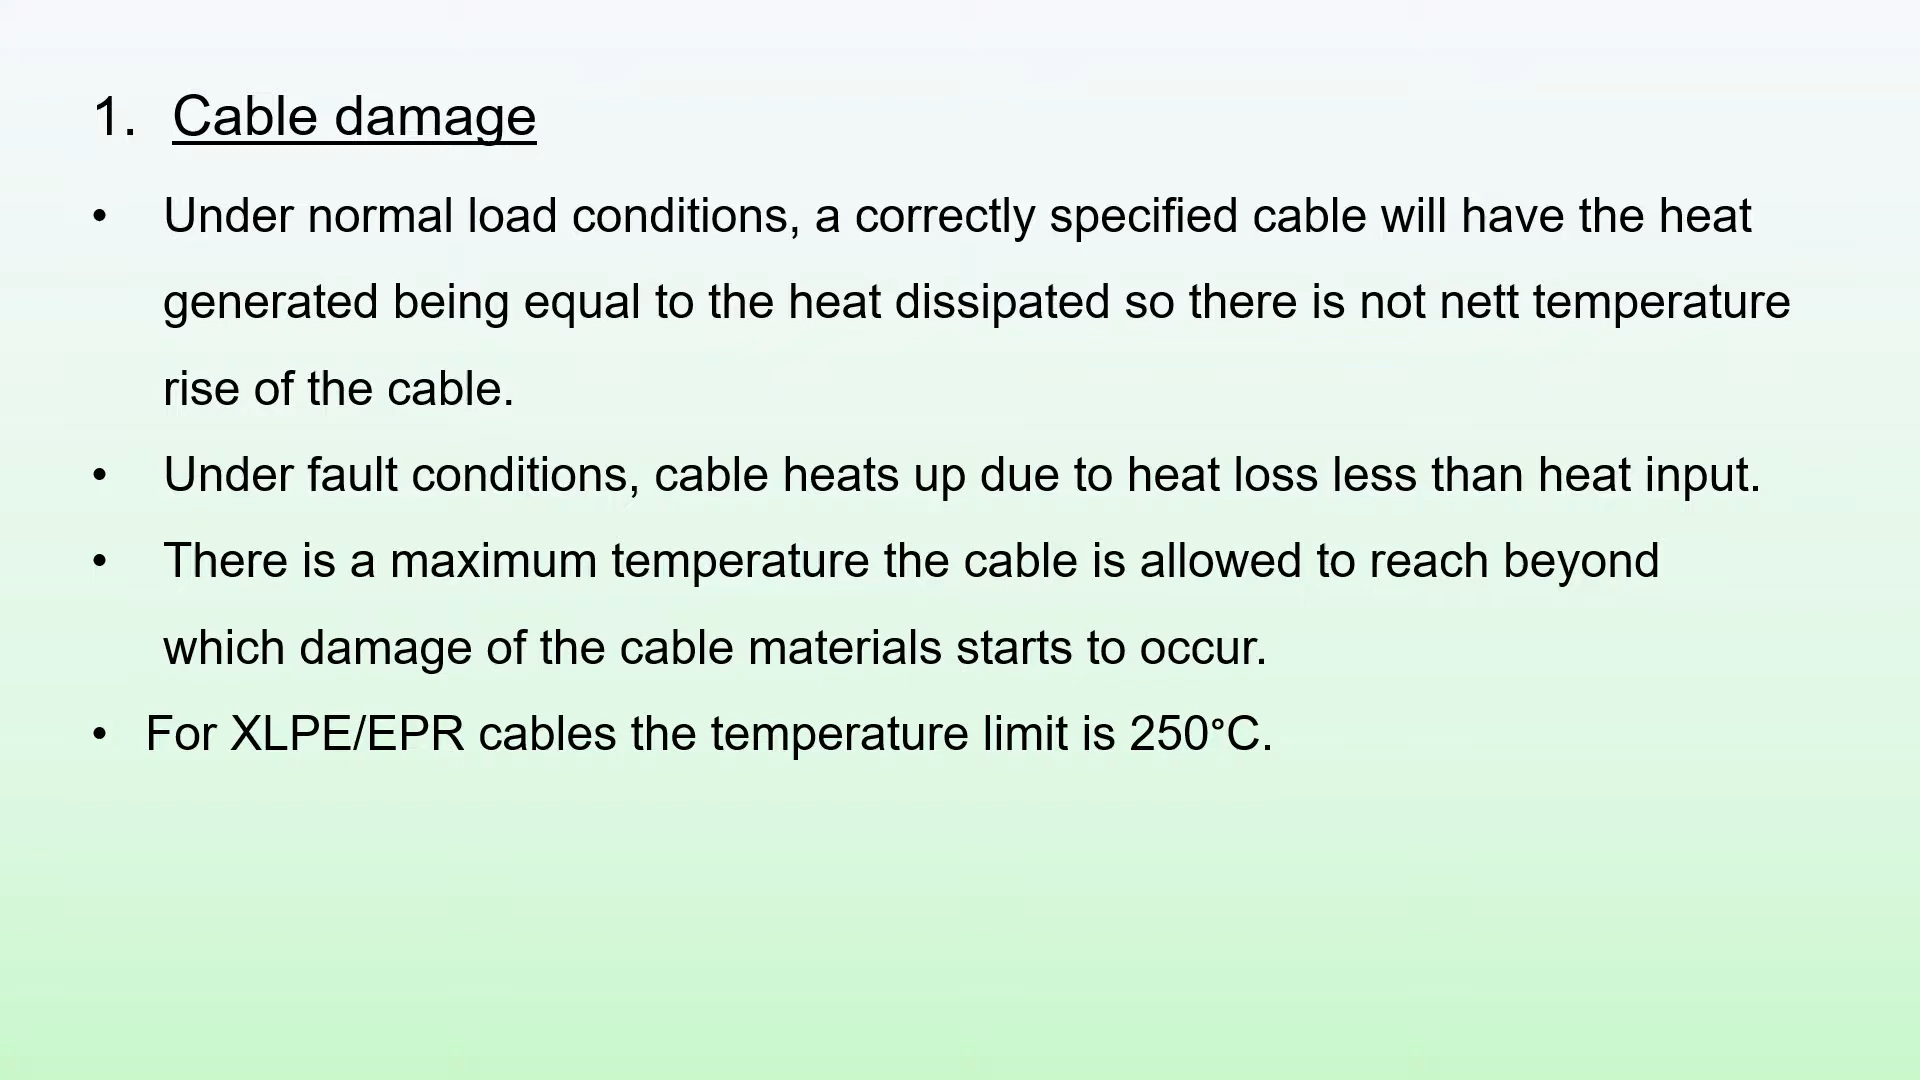 1. Cable damage
• Under normal load conditions, a correctly specified cable will have the heat
generated being equal to the heat dissipated so there is not nett temperature
rise of the cable.
• Under fault conditions, cable heats up due to heat loss less than heat input.
• There is a maximum temperature the cable is allowed to reach beyond
which damage of the cable materials starts to occur.
• For XLPE/EPR cables the temperature limit is 250°C.